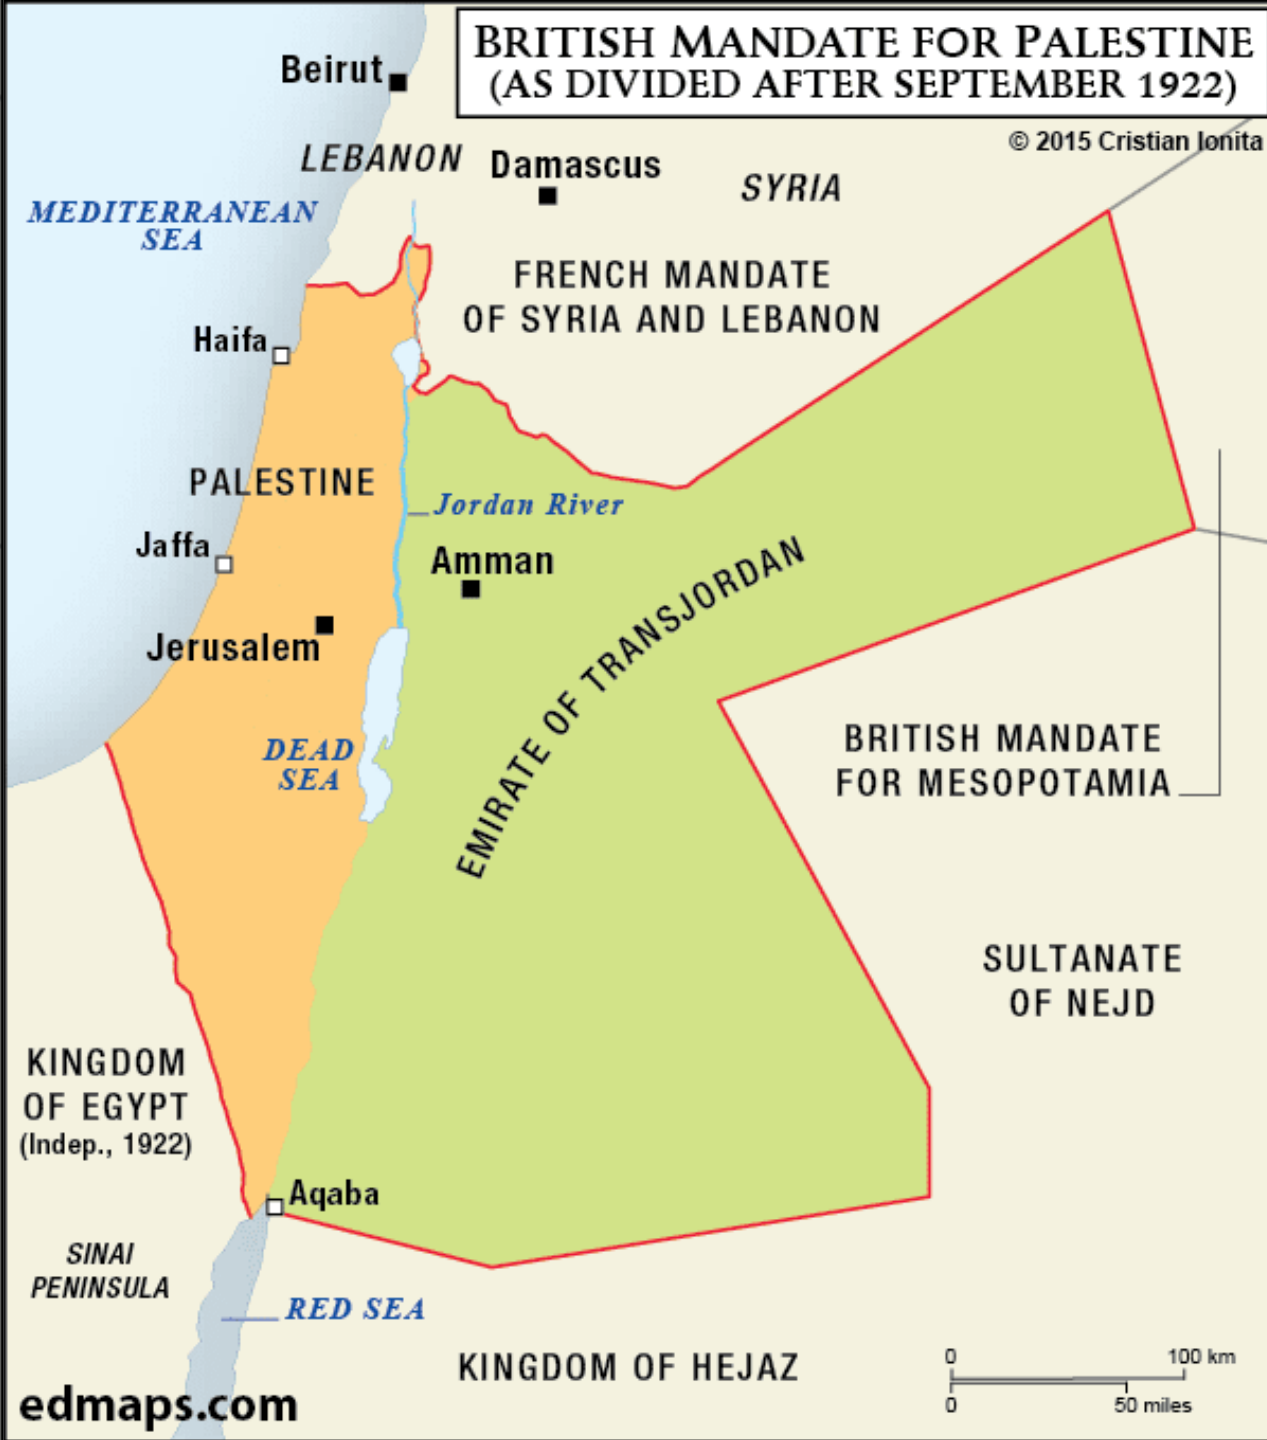 BRITISH MANDATE FOR PALESTINE
(AS DIVIDED AFTER SEPTEMBER 1922)
© 2015 Cristian Ionita
Beirut
LEBANON
Damascus
SYRIA
MEDITERRANEAN
SEA
FRENCH MANDATE
OF SYRIA AND LEBANON
Haifa
PALESTINE
Jordan River
Jaffa
Amman
Jerusalem
EMIRATE OF TRANSJORDAN
DEAD
SEA
BRITISH MANDATE
FOR MESOPOTAMIA
SULTANATE
OF NEJD
KINGDOM
OF EGYPT
(Indep., 1922)
Aqaba
SINAI
PENINSULA
RED SEA
KINGDOM OF HEJAZ
0 100 km
0 50 miles
edmaps.com